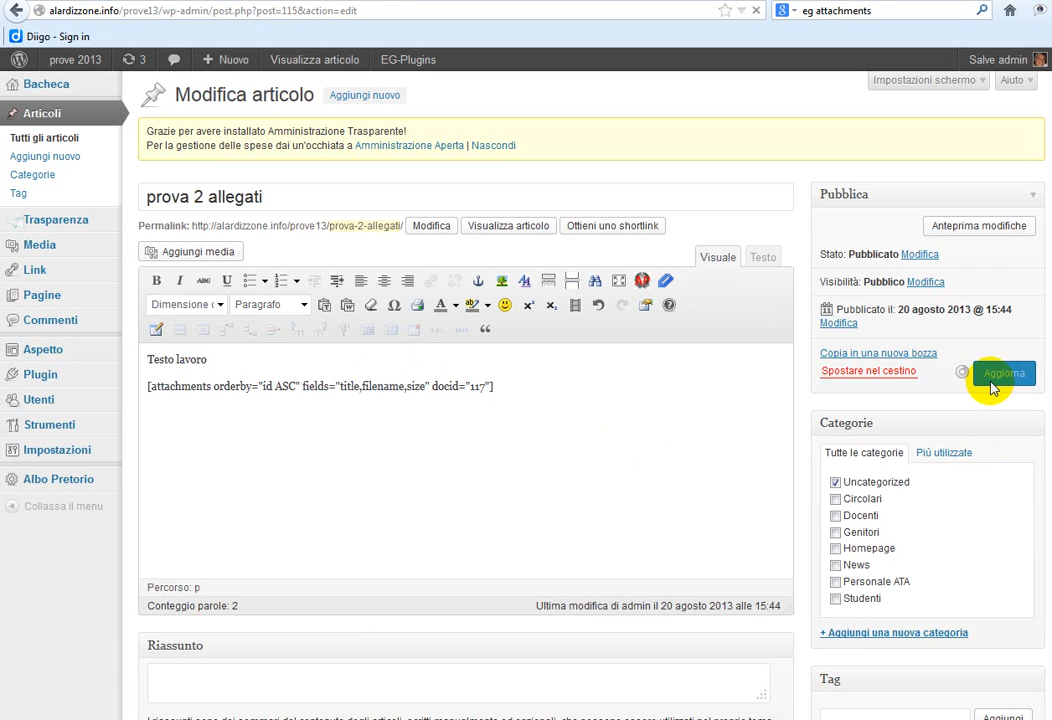 alardizzone.info/prove13/wp-admin/post.php?post=115&action=edit
eg attachments
Diigo - Sign in
prove 2013
3
Nuovo
Visualizza articolo
EG-Plugins
Salve admin
Bacheca
Articoli
Tutti gli articoli
Aggiungi nuovo
Categorie
Tag
Trasparenza
Media
Link
Pagine
Commenti
Aspetto
Plugin
Utenti
Strumenti
Impostazioni
Albo Pretorio
Collassa il menu
Impostazioni schermo
Aiuto
Modifica articolo
Aggiungi nuovo
Grazie per avere installato Amministrazione Trasparente!
Per la gestione delle spese dai un'occhiata a Amministrazione Aperta | Nascondi
prova 2 allegati
Permalink: http://alardizzone.info/prove13/prova-2-allegati/
Modifica
Visualizza articolo
Ottieni uno shortlink
Aggiungi media
Visuale
Testo
Dimensione (
Paragrafo
Testo lavoro
[attachments orderby="id ASC" fields="title,filename,size" docid="117"]
Percorso: p
Conteggio parole: 2
Ultima modifica di admin il 20 agosto 2013 alle 15:44
Riassunto
Pubblica
Anteprima modifiche
Stato: Pubblicato Modifica
Visibilità: Pubblico Modifica
Pubblicato il: 20 agosto 2013 @ 15:44
Modifica
Copia in una nuova bozza
Spostare nel cestino
Aggiorna
Categorie
Tutte le categorie
Più utilizzate
Uncategorized
Circolari
Docenti
Genitori
Homepage
News
Personale ATA
Studenti
+ Aggiungi una nuova categoria
Tag
Aggiungi